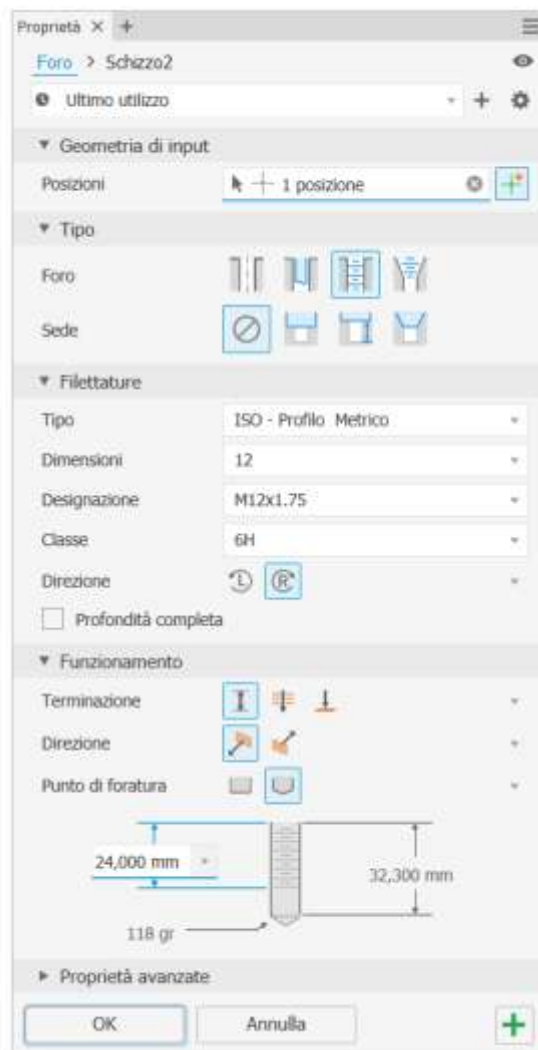 Proprietà × +
Foro > Schizzo2
Ultimo utilizzo
Geometria di input
Posizioni 1 posizione
Tipo
Foro
Sede
Filettature
Tipo ISO - Profilo Metrico
Dimensioni 12
Designazione M12x1.75
Classe 6H
Direzione L R
Profondità completa
Funzionamento
Terminazione
Direzione
Punto di foratura
24,000 mm
32,300 mm
118 gr
Proprietà avanzate
OK Annulla